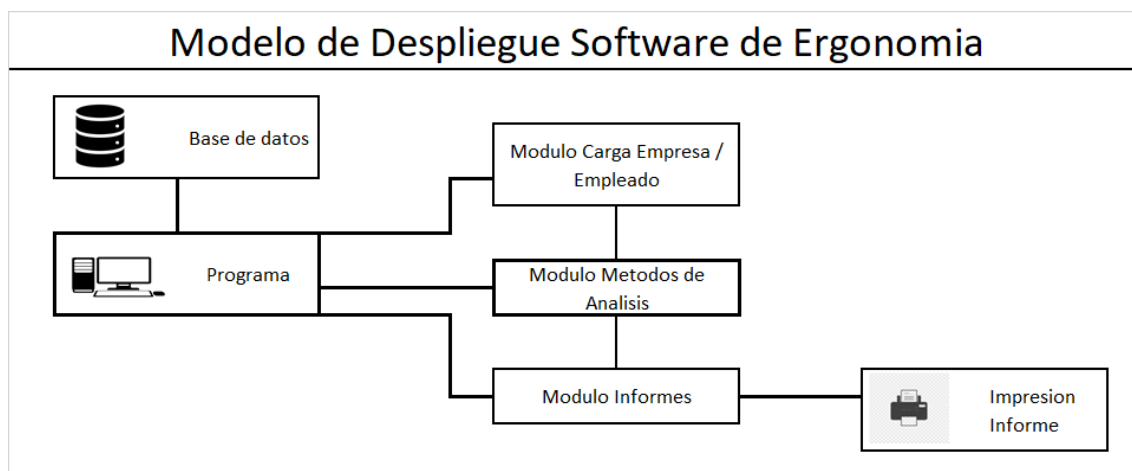 Modelo de Despliegue Software de Ergonomia
Base de datos
Modulo Carga Empresa /
Empleado
Programa
Modulo Metodos de
Analisis
Modulo Informes
Impresion
Informe